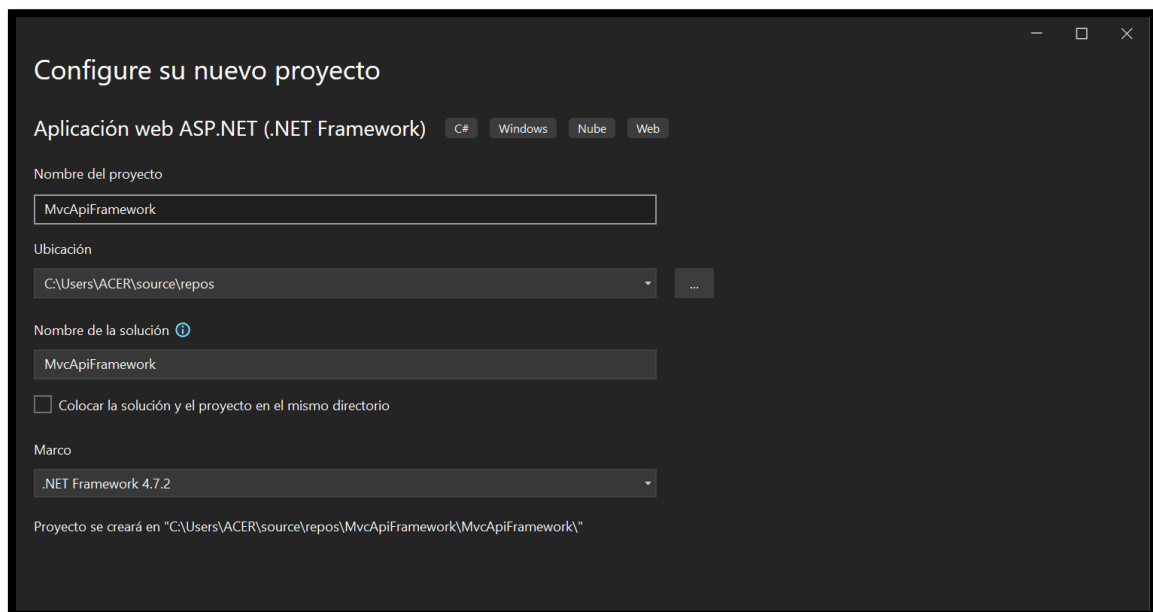 Configure su nuevo proyecto
Aplicación web ASP.NET (.NET Framework) C# Windows Nube Web
Nombre del proyecto
MvcApiFramework
Ubicación
C:\Users\ACER\source\repos
...
Nombre de la solución
MvcApiFramework
Colocar la solución y el proyecto en el mismo directorio
Marco
.NET Framework 4.7.2
Proyecto se creará en "C:\Users\ACER\source\repos\MvcApiFramework\MvcApiFramework\"